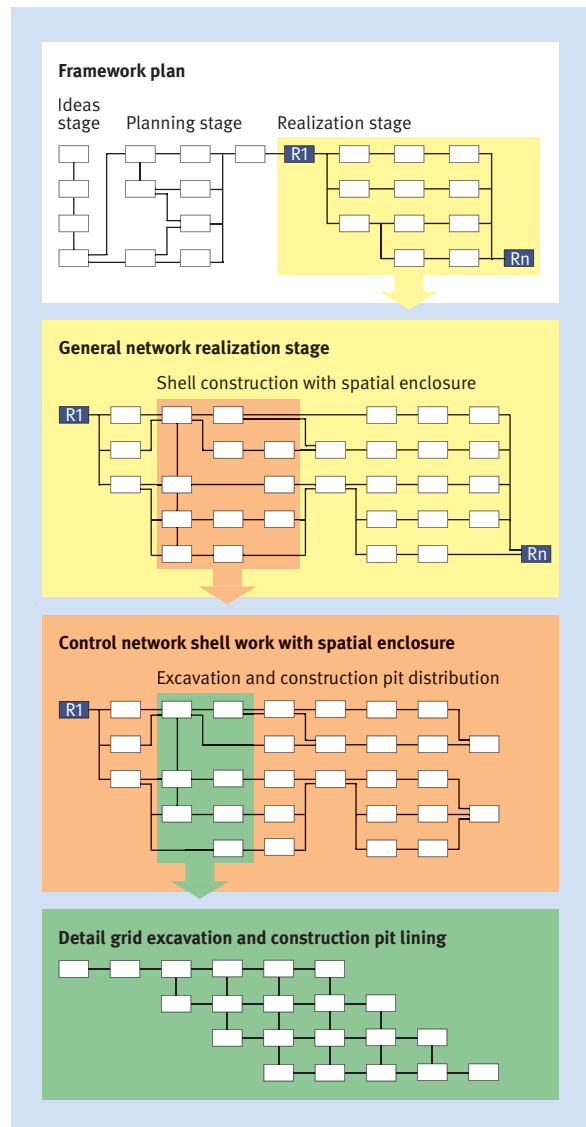 Framework plan
Ideas
stage
Planning stage
Realization stage
R1
Rn
General network realization stage
Shell construction with spatial enclosure
R1
Rn
Control network shell work with spatial enclosure
Excavation and construction pit distribution
R1
Detail grid excavation and construction pit lining